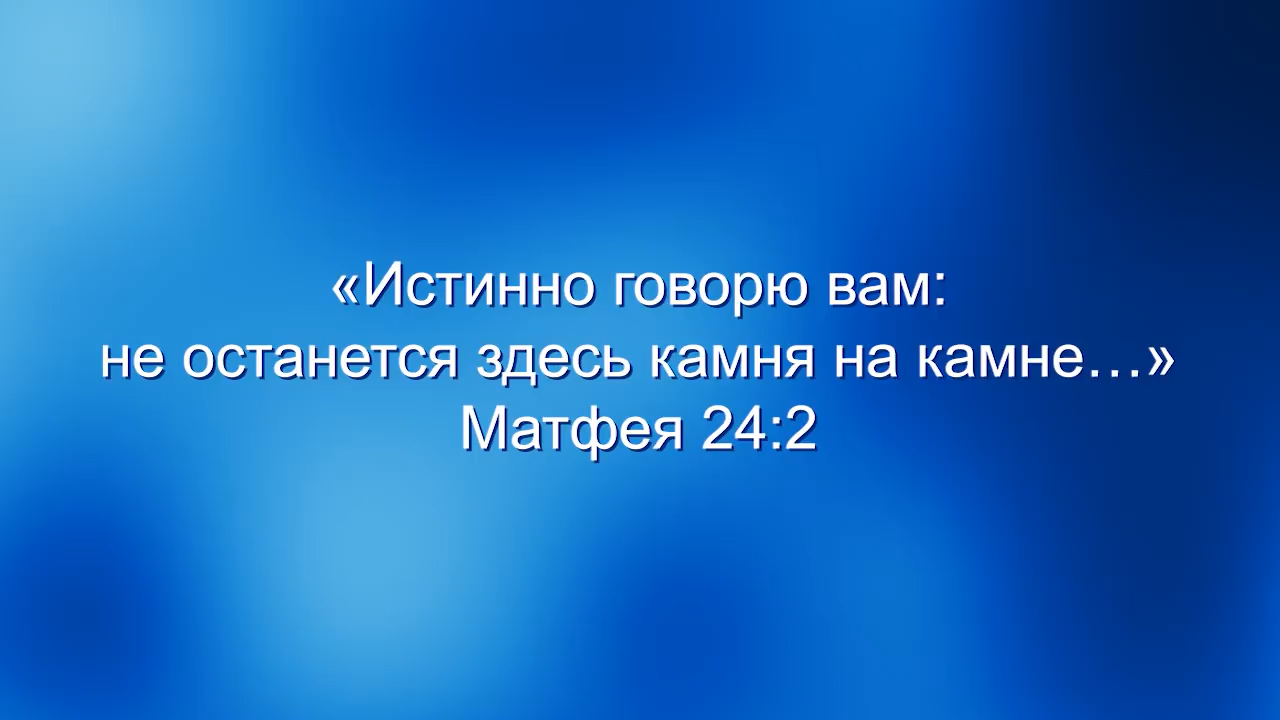 «Истинно говорю вам:
не останется здесь камня на камне…»
Матфея 24:2